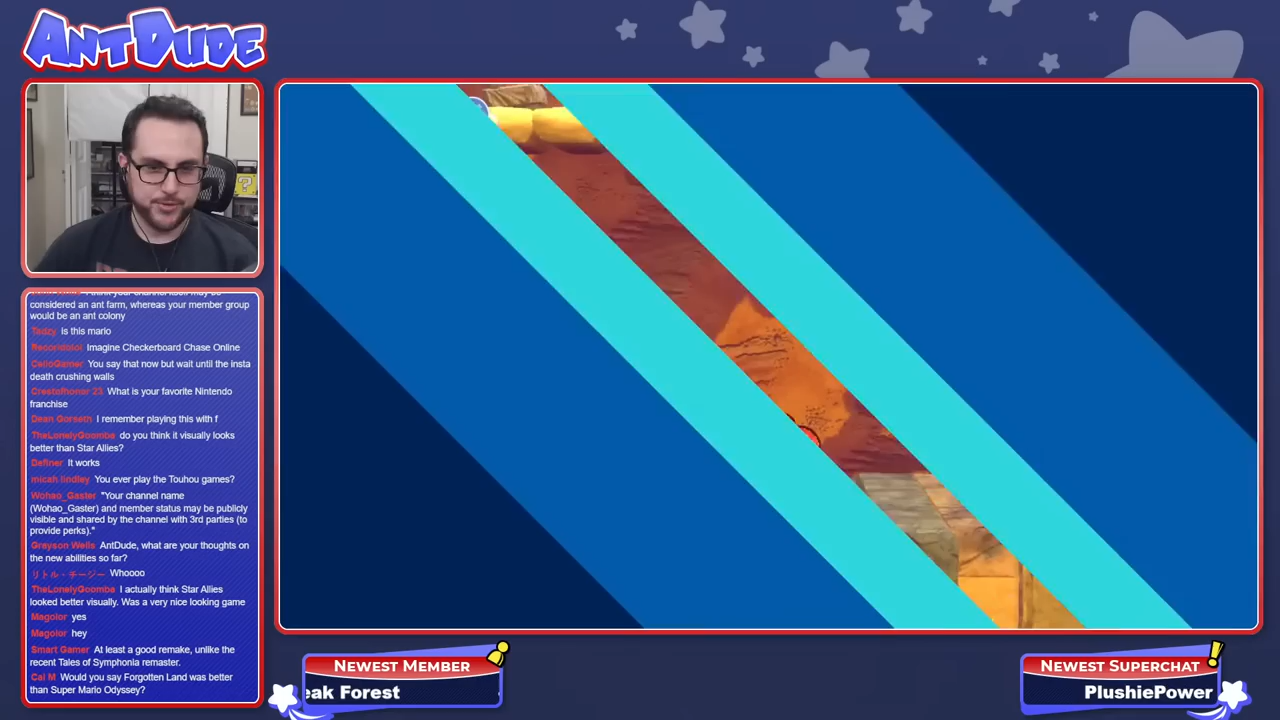 ANTDUDE
considered an ant farm, whereas your member group
would be an ant colony
Tadzy is this mario
Imagine Checkerboard Chase Online
You say that now but wait until the insta
death crushing walls
Crestofhonor 23 What is your favorite Nintendo
franchise
Dean Gorseth I remember playing this with f
TheLonelyGoomba do you think it visually looks
better than Star Allies?
Definer It works
micah lindley You ever play the Touhou games?
Wohao_Gaster "Your channel name
(Wohao_Gaster) and member status may be publicly
visible and shared by the channel with 3rd parties (to
provide perks)."
Grayson Wells AntDude, what are your thoughts on
the new abilities so far?
リトル・チージー Whoooo
TheLonelyGoomba I actually think Star Allies
looked better visually. Was a very nice looking game
Magolor yes
Magolor hey
Smart Gamer At least a good remake, unlike the
recent Tales of Symphonia remaster.
Cal M Would you say Forgotten Land was better
than Super Mario Odyssey?
NEWEST MEMBER
eak Forest
NEWEST SUPERCHAT
PlushiePower